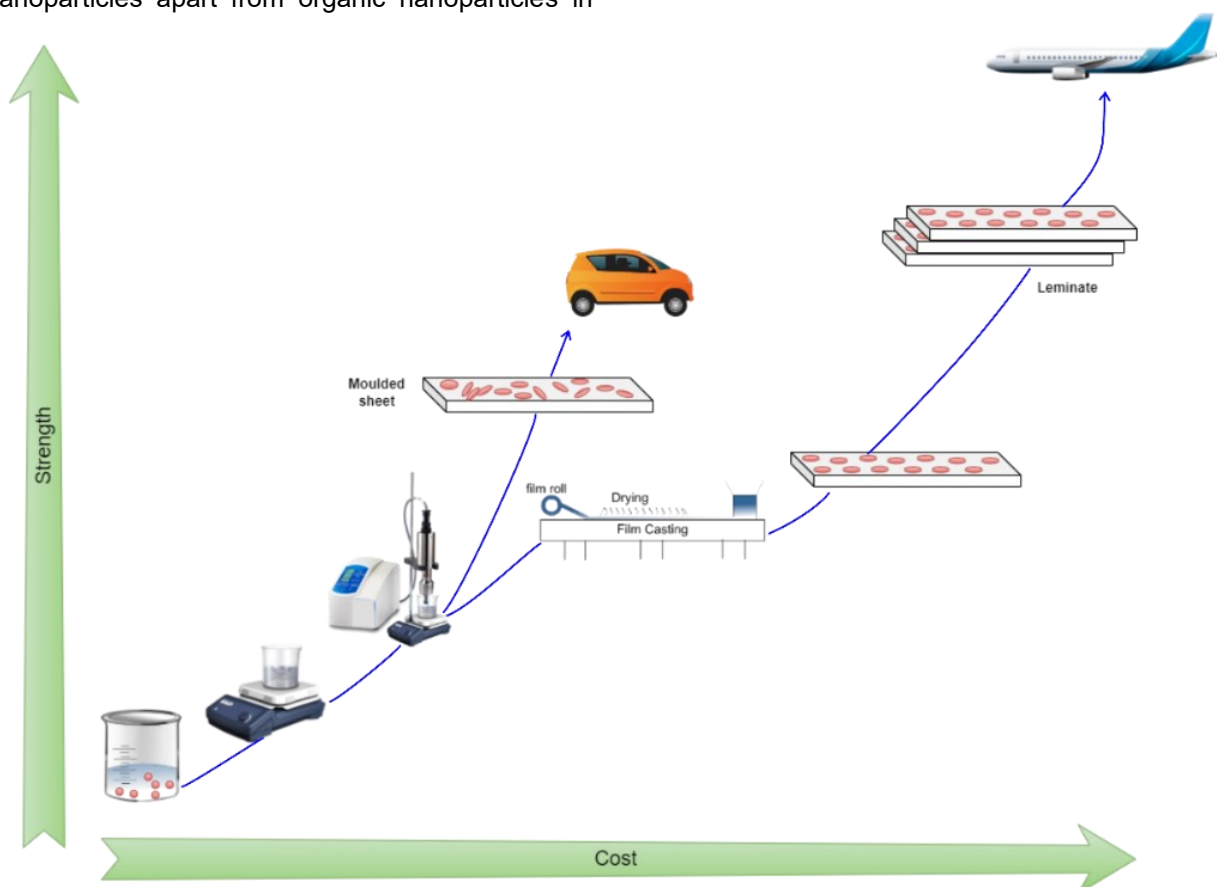 anoparticles apart from organic nanoparticles in
Strength
Moulded
sheet
film roll
Drying
Film Casting
Leminate
Cost